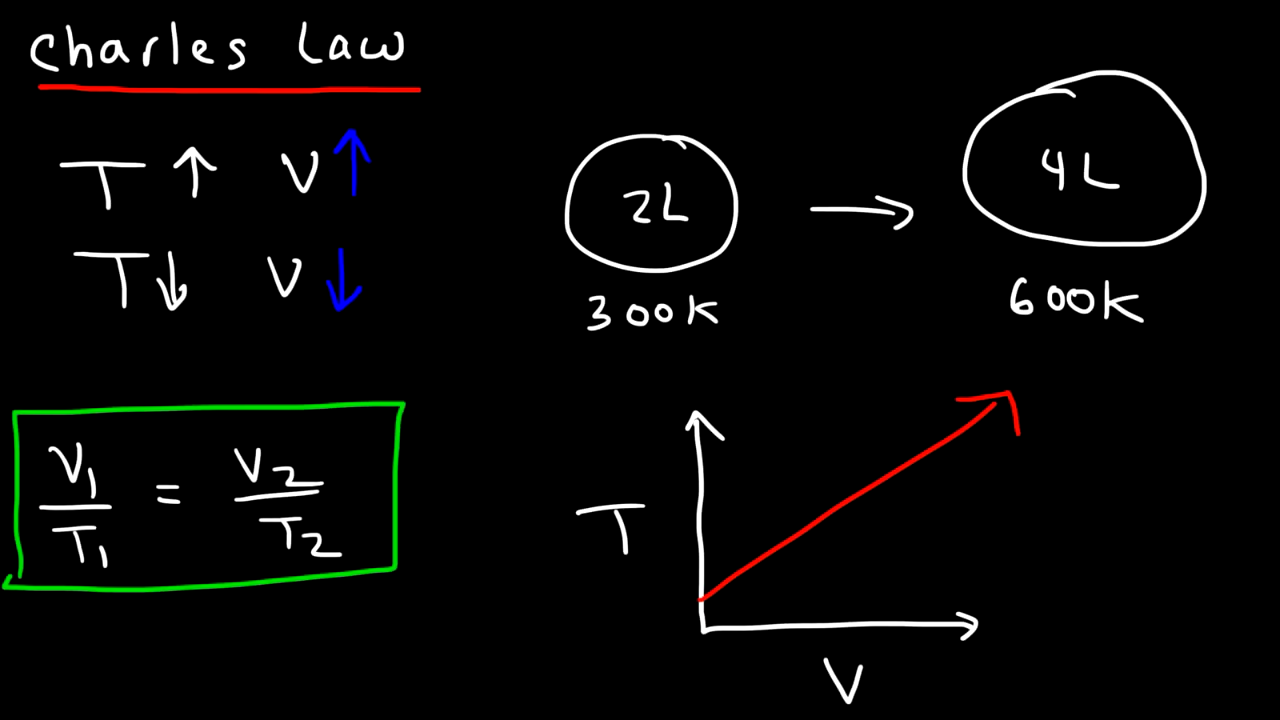 Charles Law
T ↑ V ↑
T ↓ V ↓
V₁/T₁ = V₂/T₂
2L → 4L
300K 600K
T
V